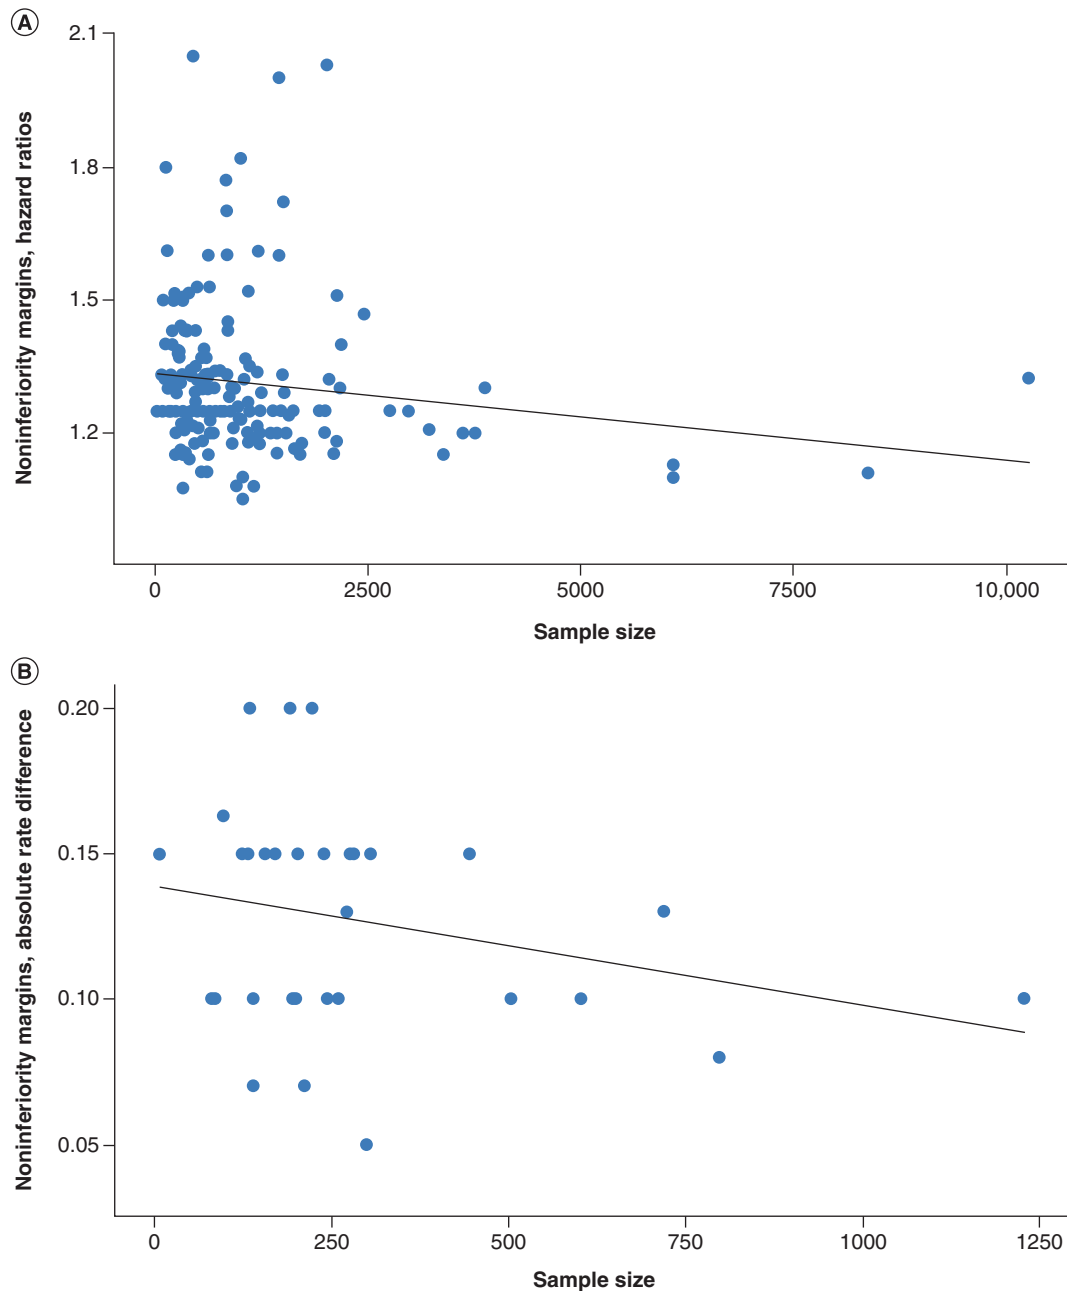 A
2.1
1.8
1.5
1.2
Noninferiority margins, hazard ratios
0 2500 5000 7500 10,000
Sample size
B
0.20
0.15
0.10
0.05
Noninferiority margins, absolute rate difference
0 250 500 750 1000 1250
Sample size